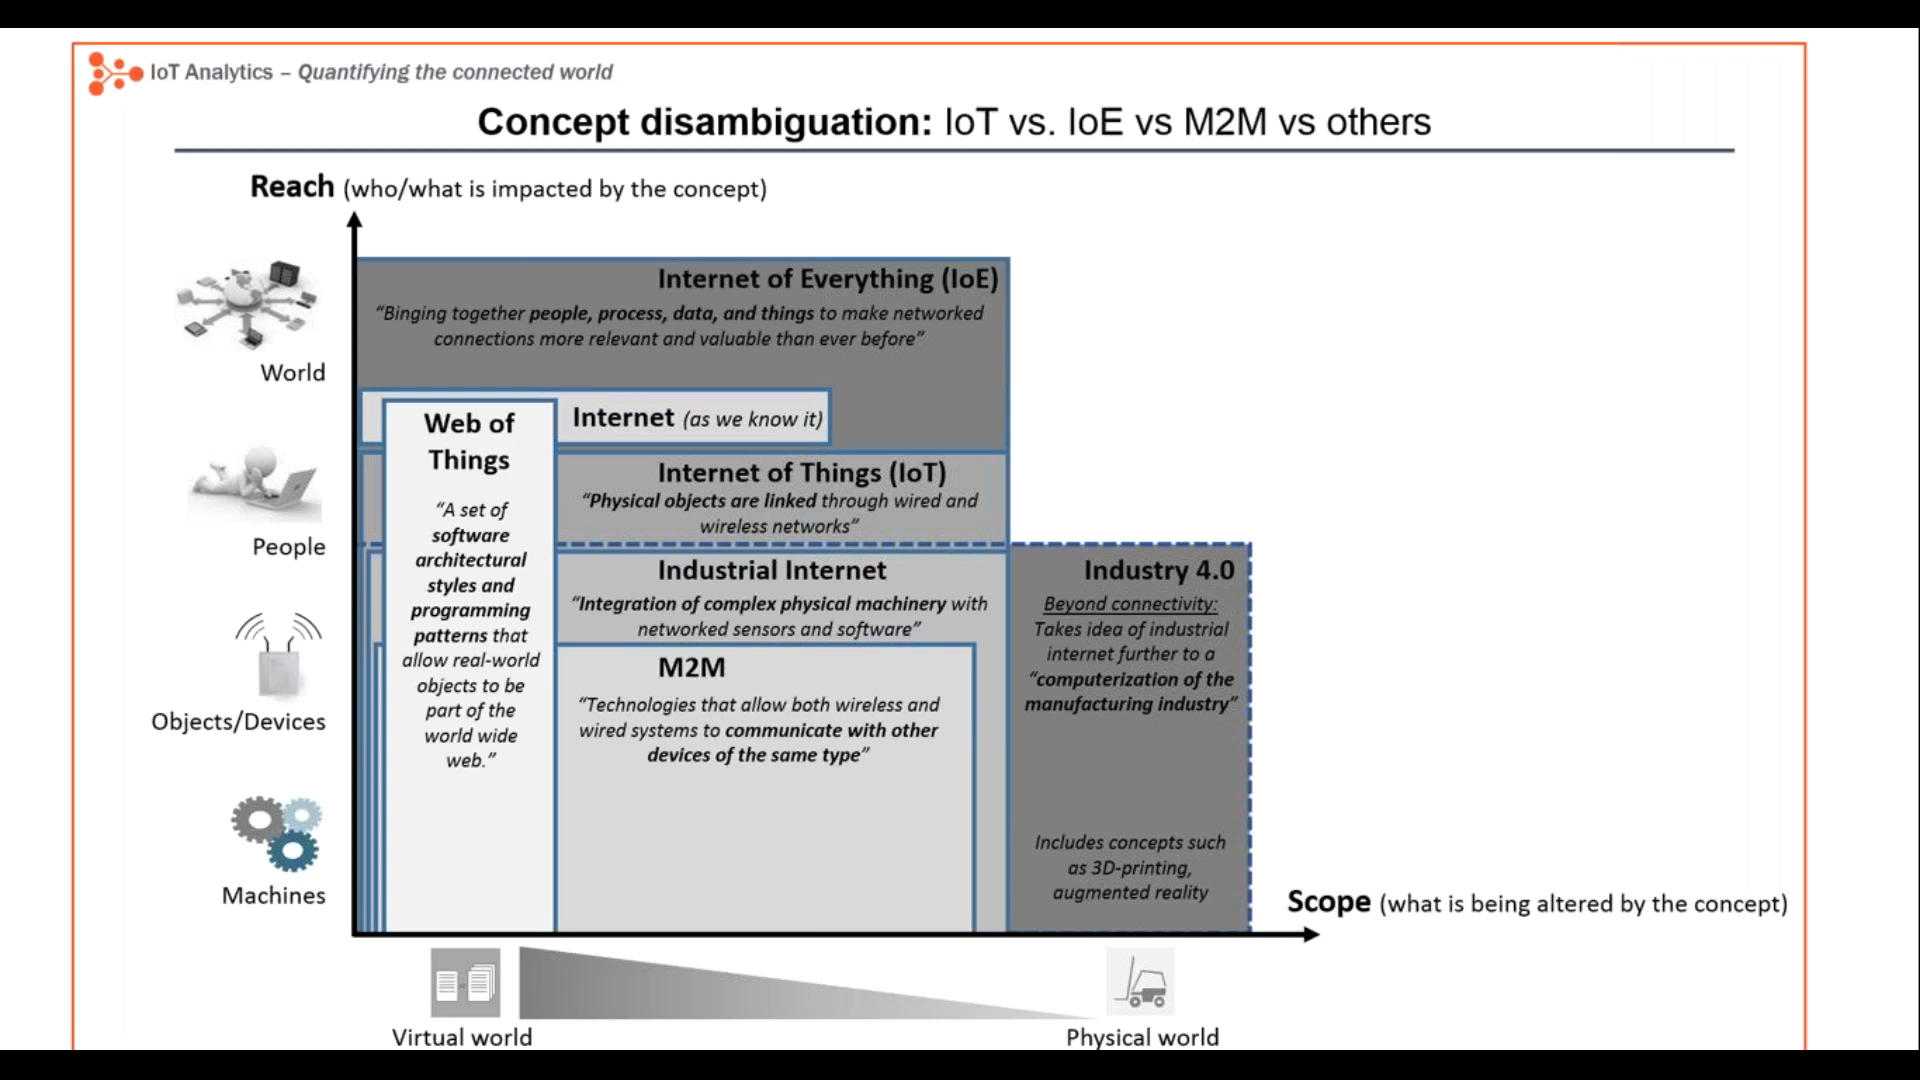 IoT Analytics – Quantifying the connected world
Concept disambiguation: IoT vs. IoE vs M2M vs others
Reach (who/what is impacted by the concept)
World
People
Objects/Devices
Machines
Internet of Everything (IoE)
“Binging together people, process, data, and things to make networked
connections more relevant and valuable than ever before”
Internet (as we know it)
Web of
Things
“A set of
software
architectural
styles and
programming
patterns that
allow real-world
objects to be
part of the
world wide
web.”
Internet of Things (IoT)
“Physical objects are linked through wired and
wireless networks”
Industrial Internet
“Integration of complex physical machinery with
networked sensors and software”
M2M
“Technologies that allow both wireless and
wired systems to communicate with other
devices of the same type”
Industry 4.0
Beyond connectivity:
Takes idea of industrial
internet further to a
“computerization of the
manufacturing industry”
Includes concepts such
as 3D-printing,
augmented reality
Scope (what is being altered by the concept)
Virtual world
Physical world